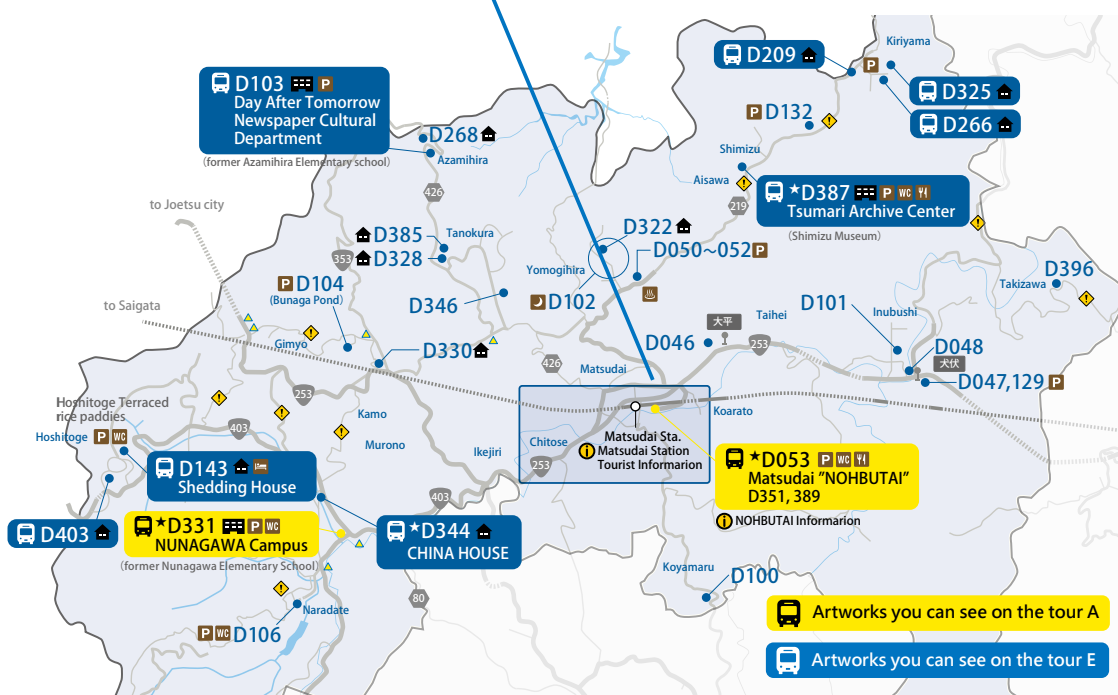 Kiriyama
D209
P
D325
D266
D103 P
Day After Tomorrow
Newspaper Cultural
Department
(former Azamihira Elementary school)
D268
Azamihira
P D132
Shimizu
Aisawa
★D387 P WC
Tsumari Archive Center
(Shimizu Museum)
219
426
to Joetsu city
Tanokura
D385
D328
353
D322
D050~052 P
Yomogihira
D102
P D104
(Bunaga Pond)
D346
to Saigata
Takizawa
D396
D101
Inubushi
Taihei
大平
D046
253
D048
犬伏
D047,129 P
Gimyo
D330
426
Matsudai
253
Hoshitoge Terraced
rice paddies
Hoshitoge P WC
403
Kamo
Murono
Ikejiri
Chitose
253
Koarato
Matsudai Sta.
Matsudai Station
Tourist Informarion
★D053 P WC
Matsudai "NOHBUTAI"
D351, 389
NOHBUTAI Informarion
D143
Shedding House
403
D403
★D331 P WC
NUNAGAWA Campus
(former Nunagawa Elementary School)
★D344
CHINA HOUSE
Koyamaru
D100
80
Naradate
P WC D106
Artworks you can see on the tour A
Artworks you can see on the tour E